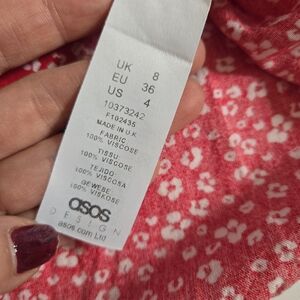 UK 8
EU 36
US 4
10373242
F102435
MADE IN U.K
FABRIC
100% VISCOSE
TISSU
100% VISCOSE
TEJIDO
100% VISCOSA
GEWEBE
100% VISKOSE
asos
DESIGN
asos.com Ltd